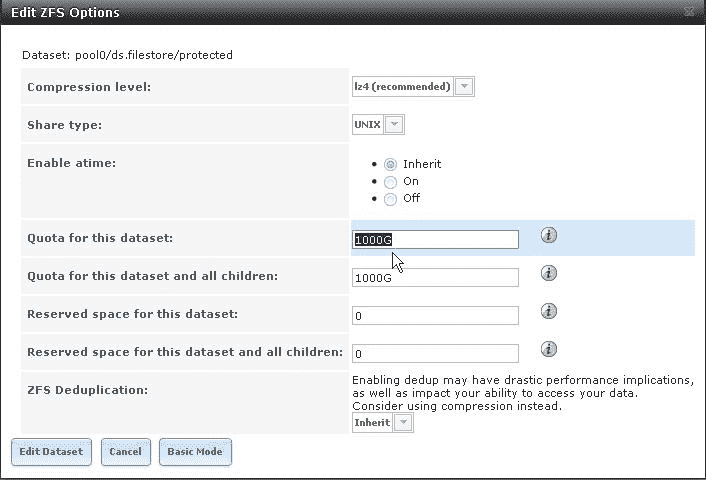 Edit ZFS Options
Dataset: pool0/ds.filestore/protected
Compression level: lz4 (recommended)
Share type: UNIX
Enable atime: Inherit
On
Off
Quota for this dataset: 1000G
Quota for this dataset and all children: 1000G
Reserved space for this dataset: 0
Reserved space for this dataset and all children: 0
ZFS Deduplication: Enabling dedup may have drastic performance implications,
as well as impact your ability to access your data.
Consider using compression instead.
Inherit
Edit Dataset Cancel Basic Mode